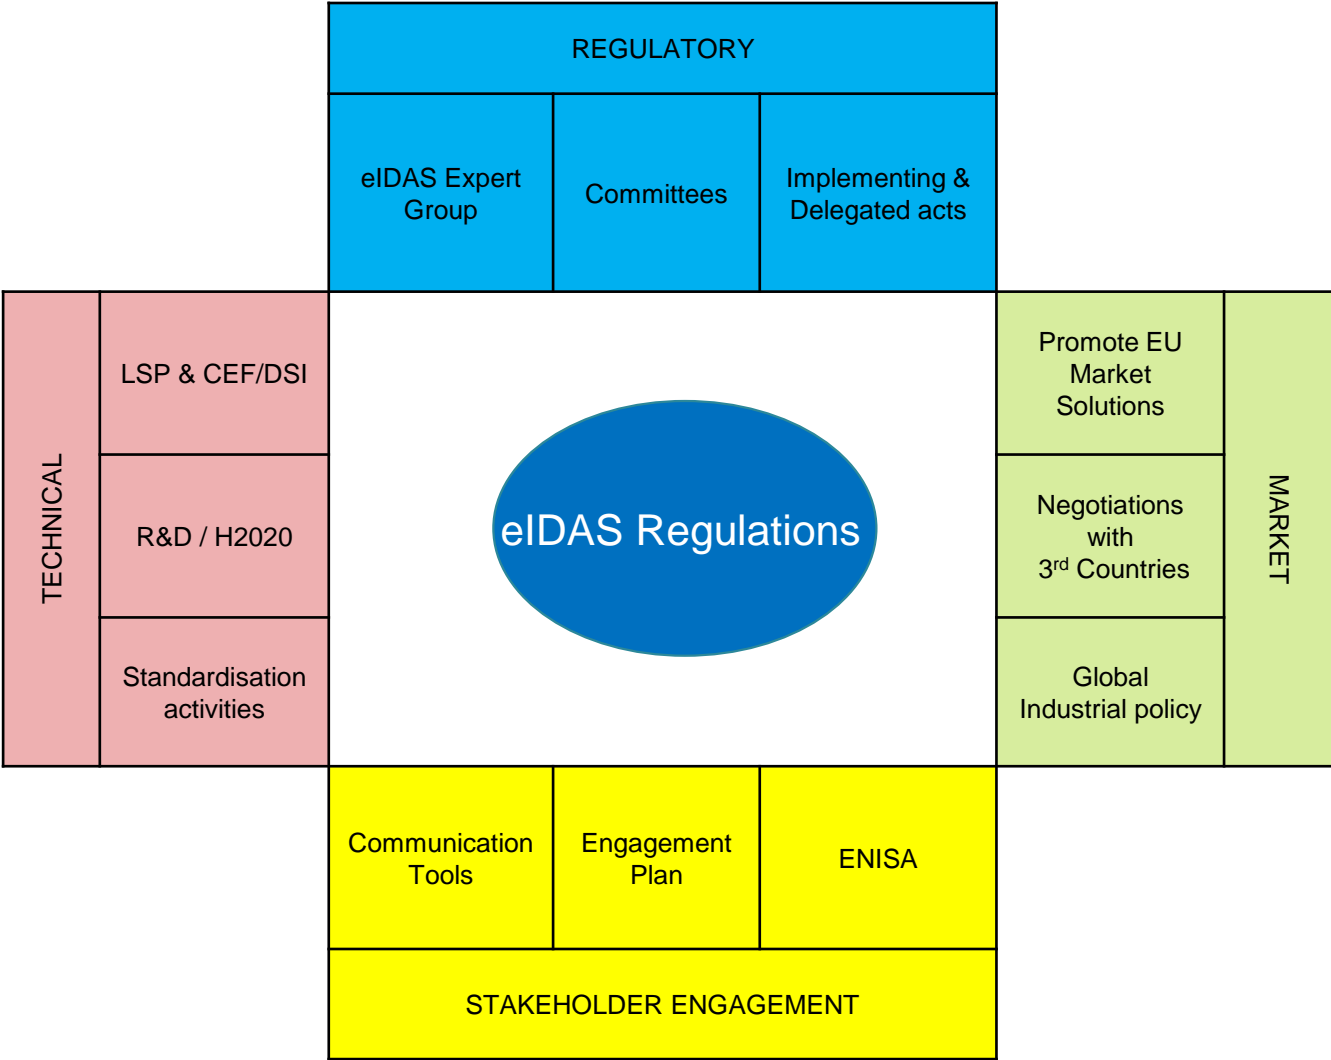 REGULATORY
eIDAS Expert
Group
Committees
Implementing &
Delegated acts
TECHNICAL
LSP & CEF/DSI
R&D / H2020
Standardisation
activities
eIDAS Regulations
Promote EU
Market
Solutions
Negotiations
with
3rd Countries
Global
Industrial policy
MARKET
Communication
Tools
Engagement
Plan
ENISA
STAKEHOLDER ENGAGEMENT